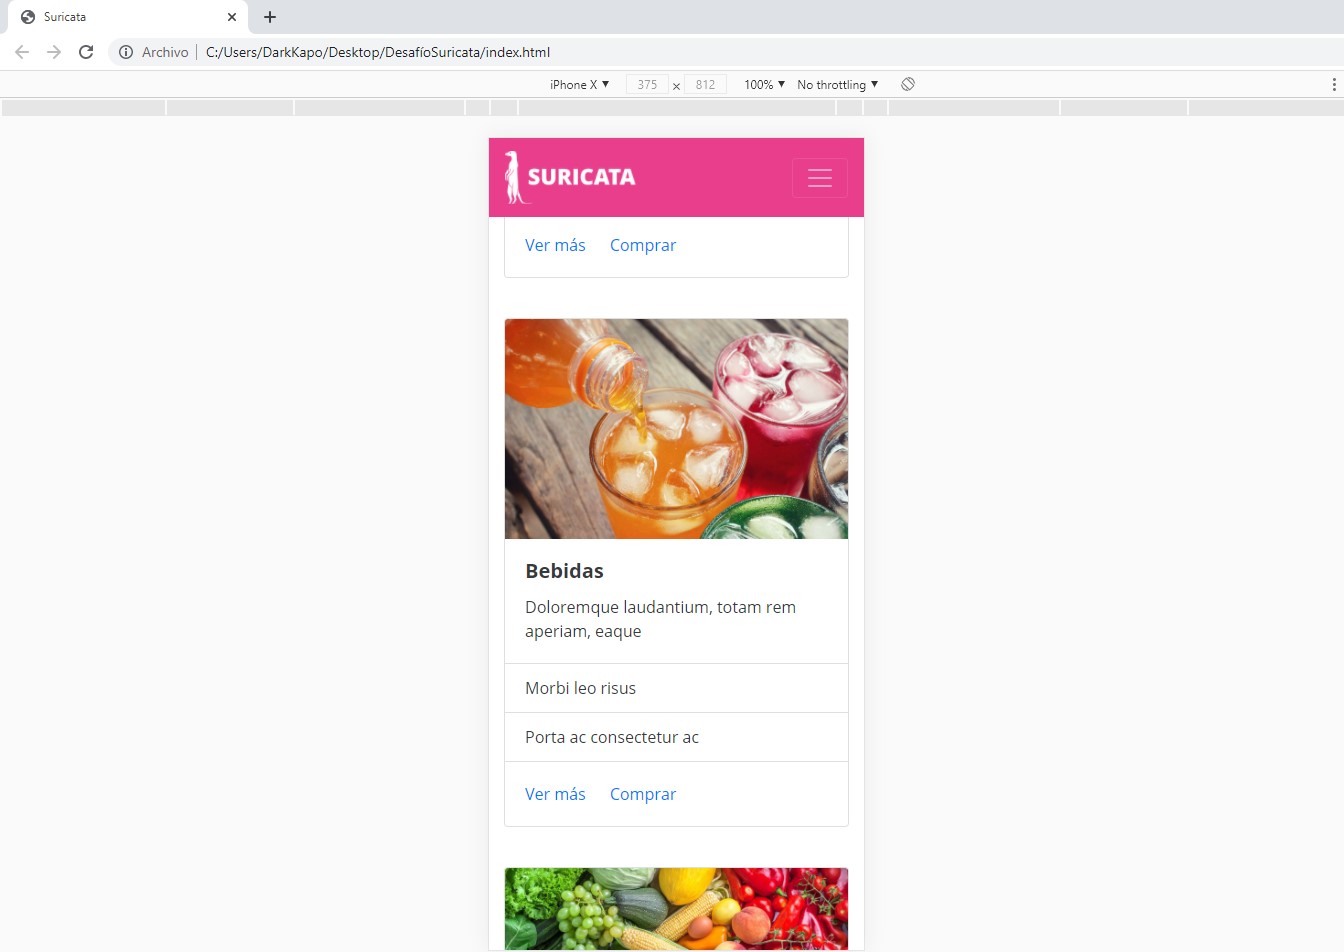 Suricata
Archivo C:/Users/DarkKapo/Desktop/DesafíoSuricata/index.html
iPhone X ▼ 375 x 812 100% ▼ No throttling ▼
SURICATA
Ver más Comprar
Bebidas
Doloremque laudantium, totam rem
aperiam, eaque
Morbi leo risus
Porta ac consectetur ac
Ver más Comprar